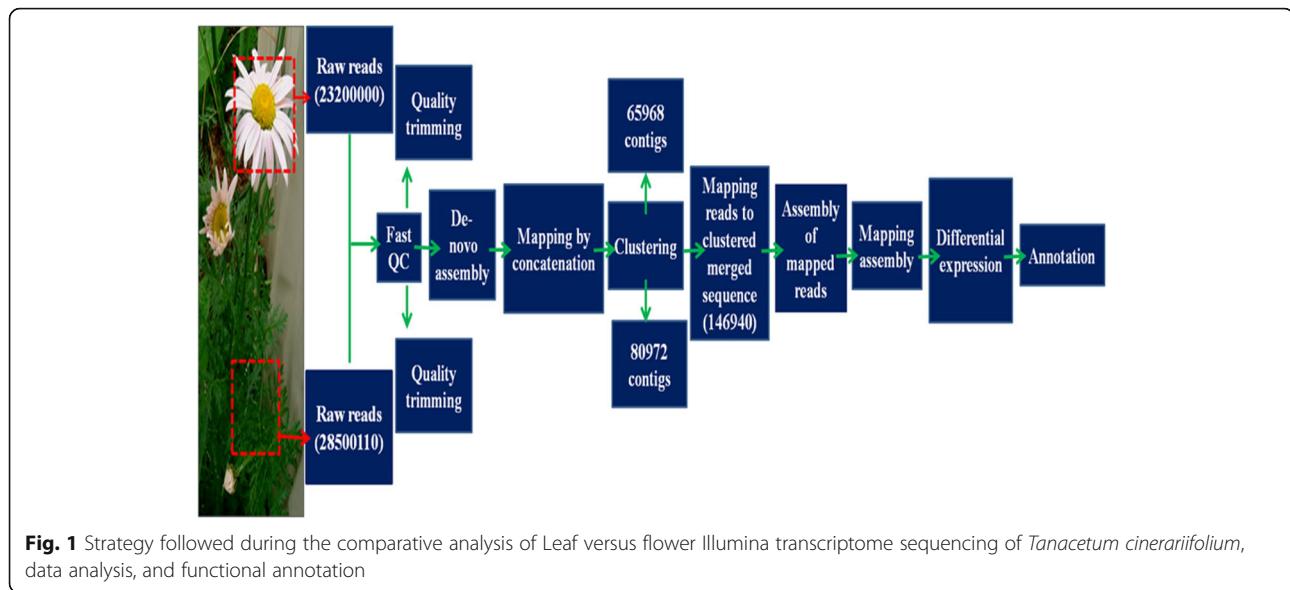 Raw reads
(23200000)
Quality
trimming
65968
contigs
Fast
QC
De-
novo
assembly
Mapping by
concatenation
Clustering
Mapping
reads to
clustered
merged
sequence
(146940)
Assembly
of
mapped
reads
Mapping
assembly
Differential
expression
Annotation
80972
contigs
Quality
trimming
Raw reads
(28500110)
Fig. 1 Strategy followed during the comparative analysis of Leaf versus flower Illumina transcriptome sequencing of Tanacetum cinerariifolium,
data analysis, and functional annotation